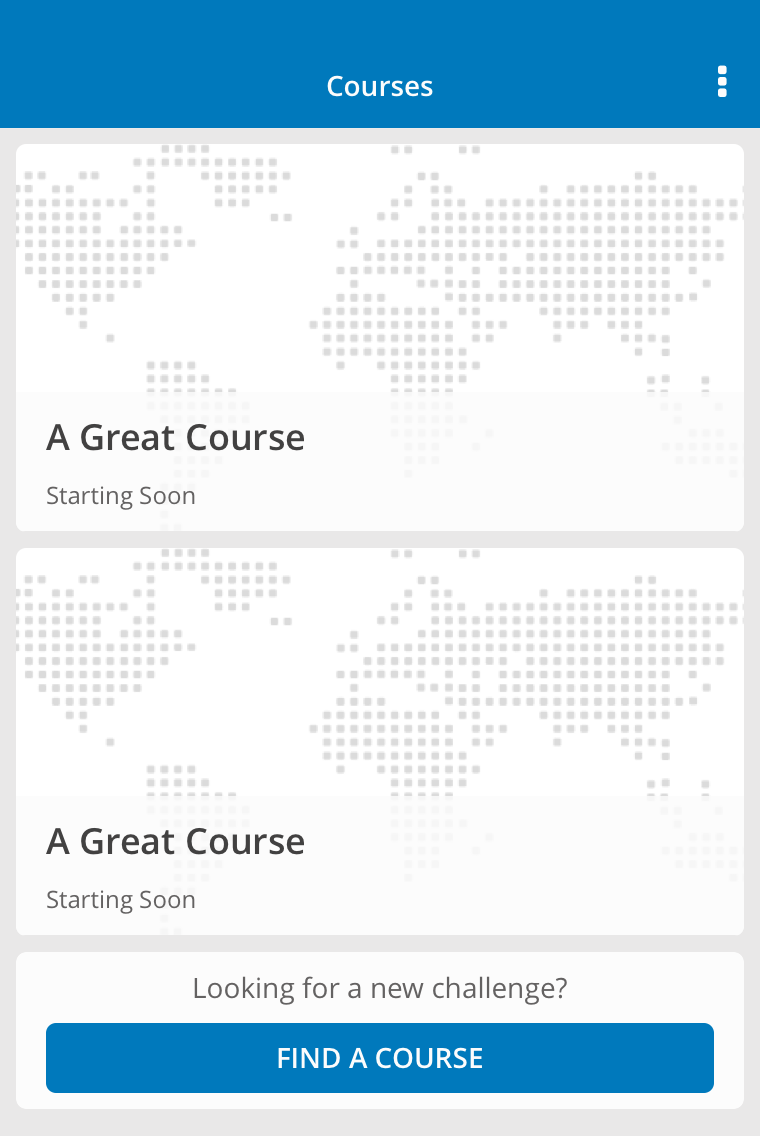 Courses
A Great Course
Starting Soon
A Great Course
Starting Soon
Looking for a new challenge?
FIND A COURSE